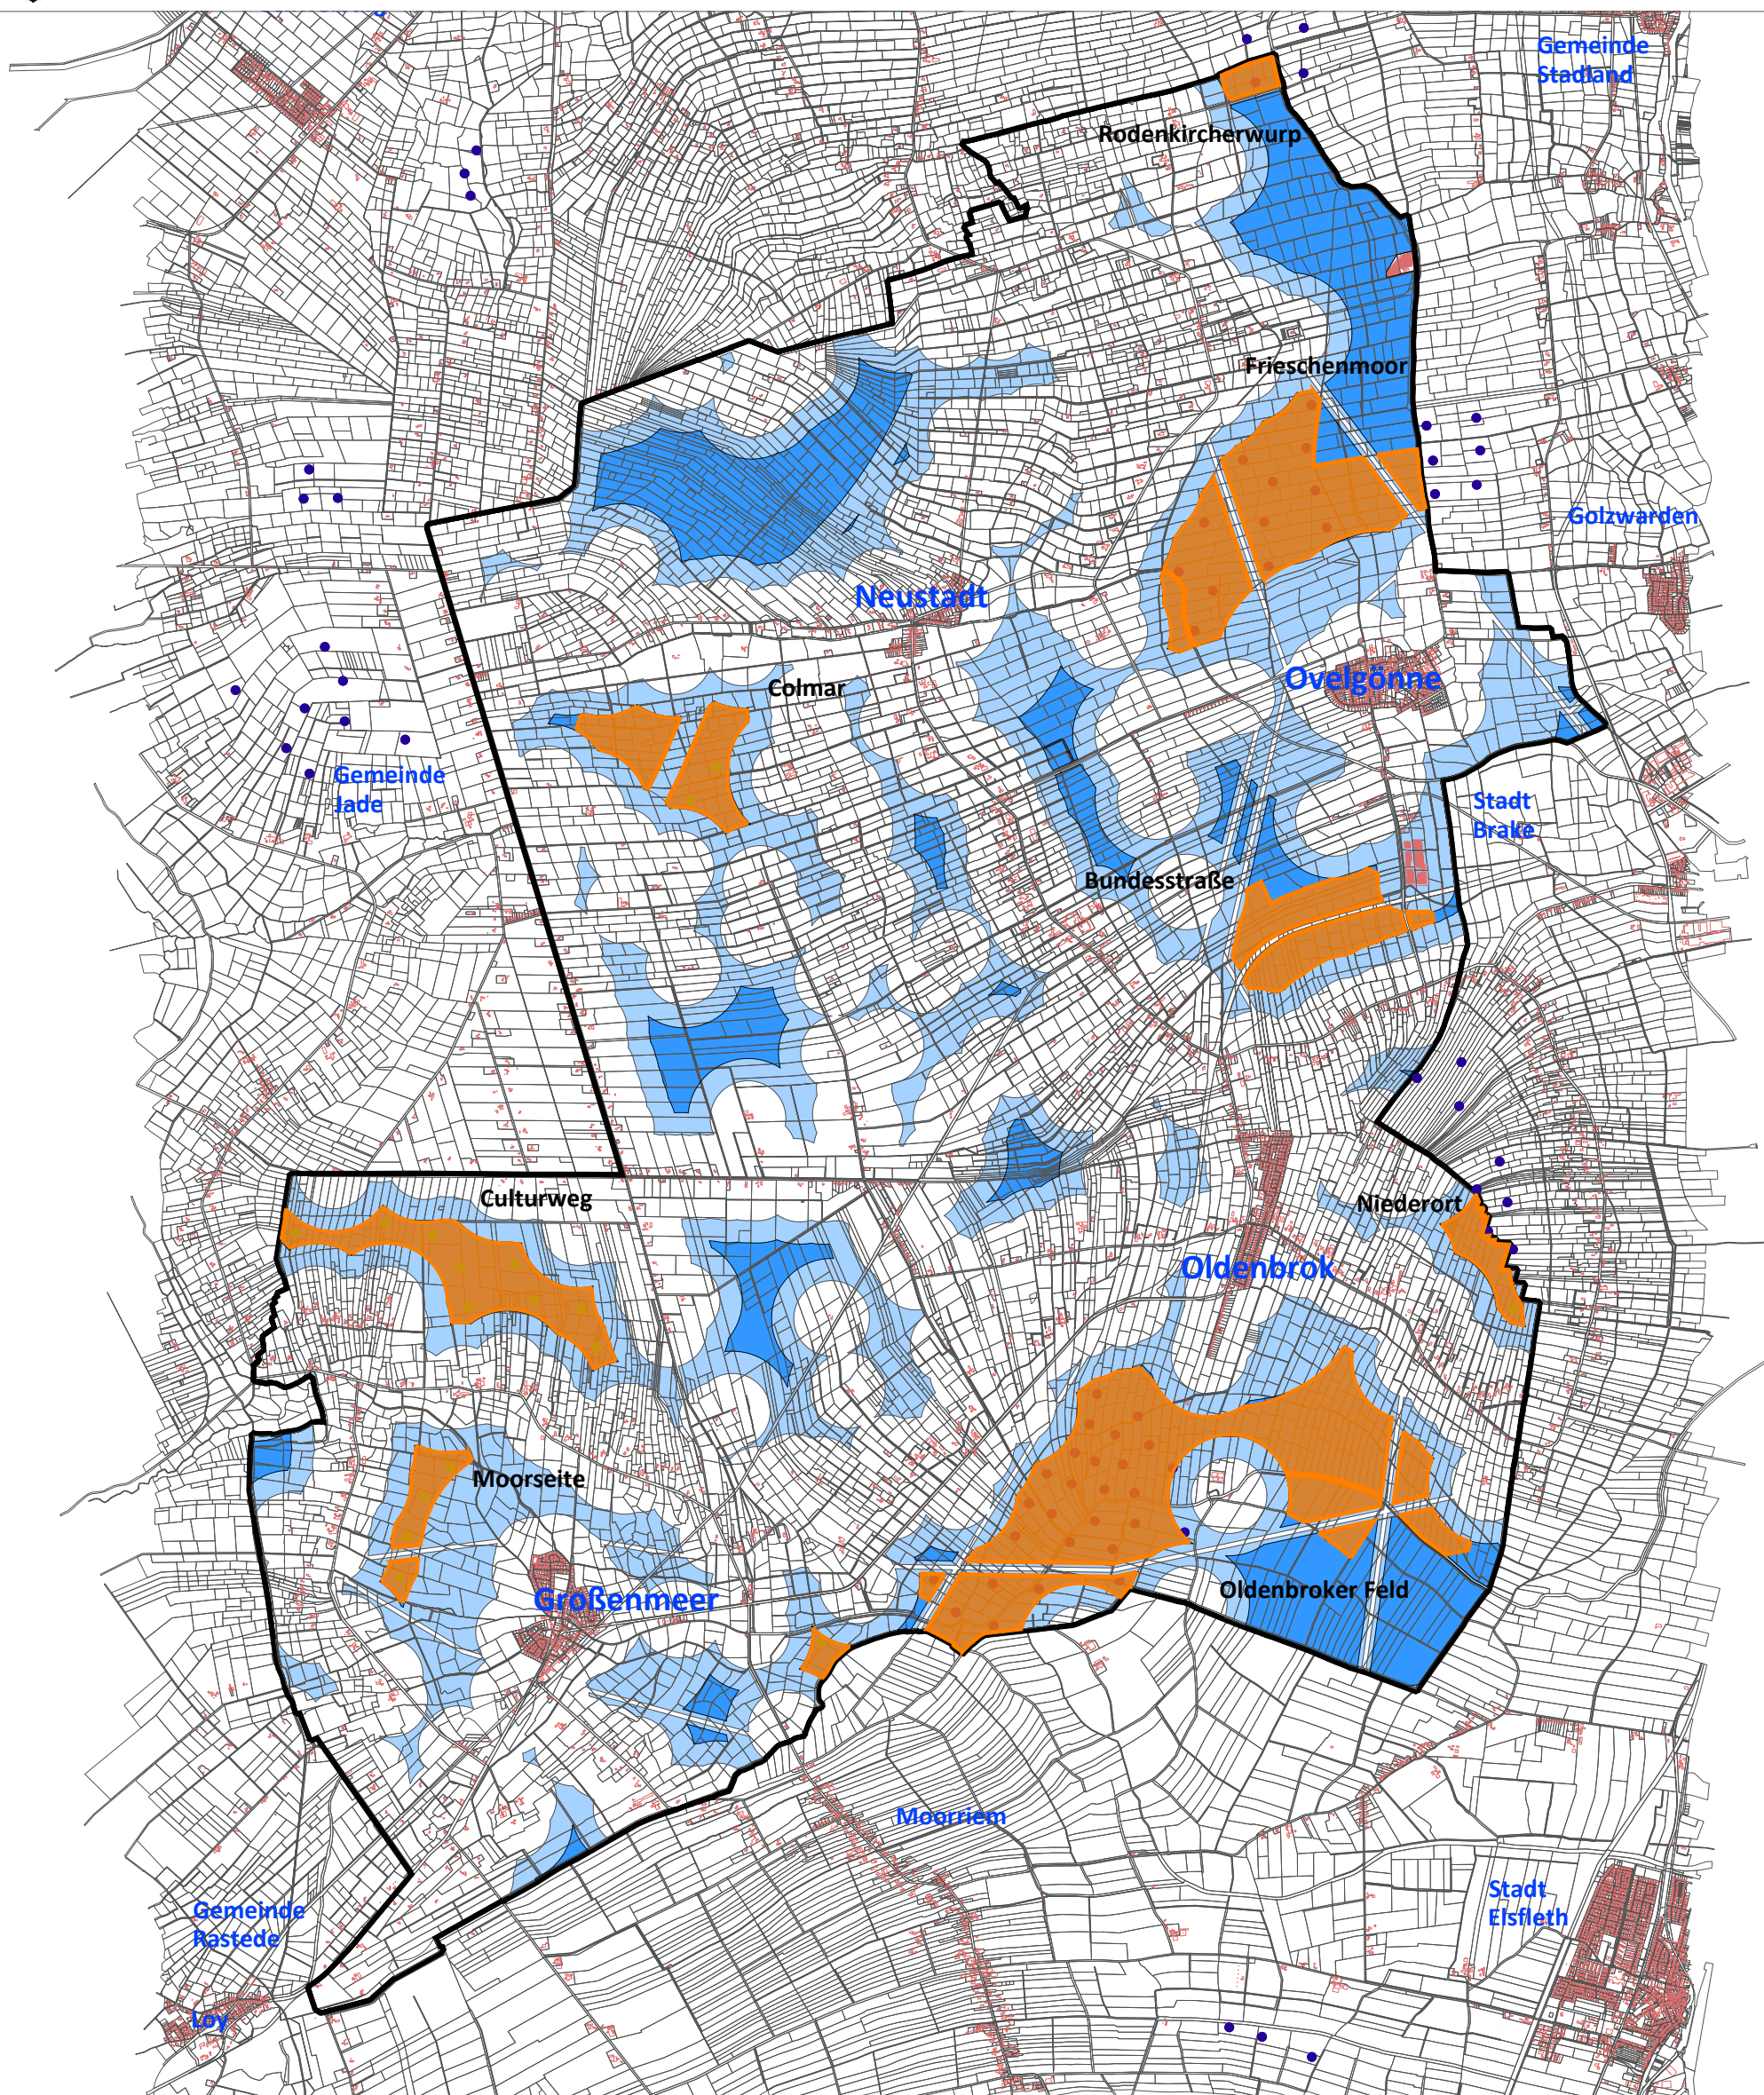 Gemeinde
Stadland
Rodenkircherwurp
Frieschenmoor
Golzwarden
Neustadt
Ovelgönne
Colmar
Gemeinde
Jade
Stadt
Brake
Bundesstraße
Culturweg
Niederort
Oldenbrok
Moorseite
Großenmeer
Oldenbroker Feld
Moorriem
Stadt
Elsfleth
Gemeinde
Rastede
Loy